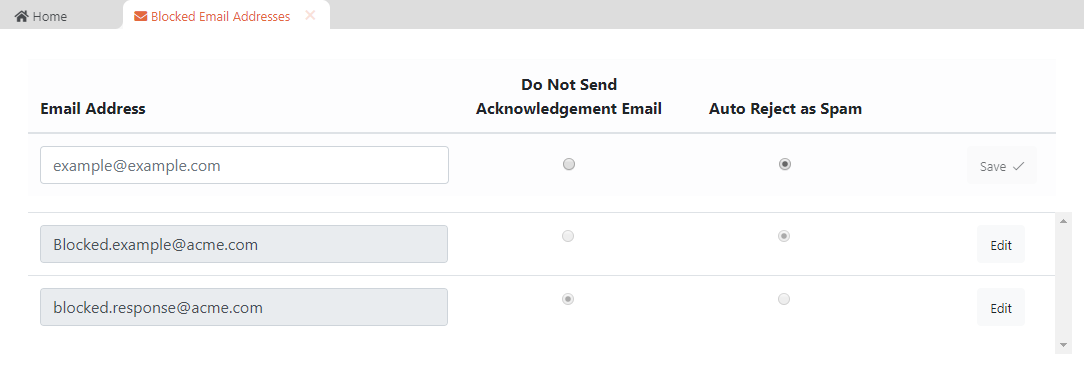 Home
Blocked Email Addresses
Do Not Send
Email Address Acknowledgement Email Auto Reject as Spam
example@example.com Save
Blocked.example@acme.com Edit
blocked.response@acme.com Edit